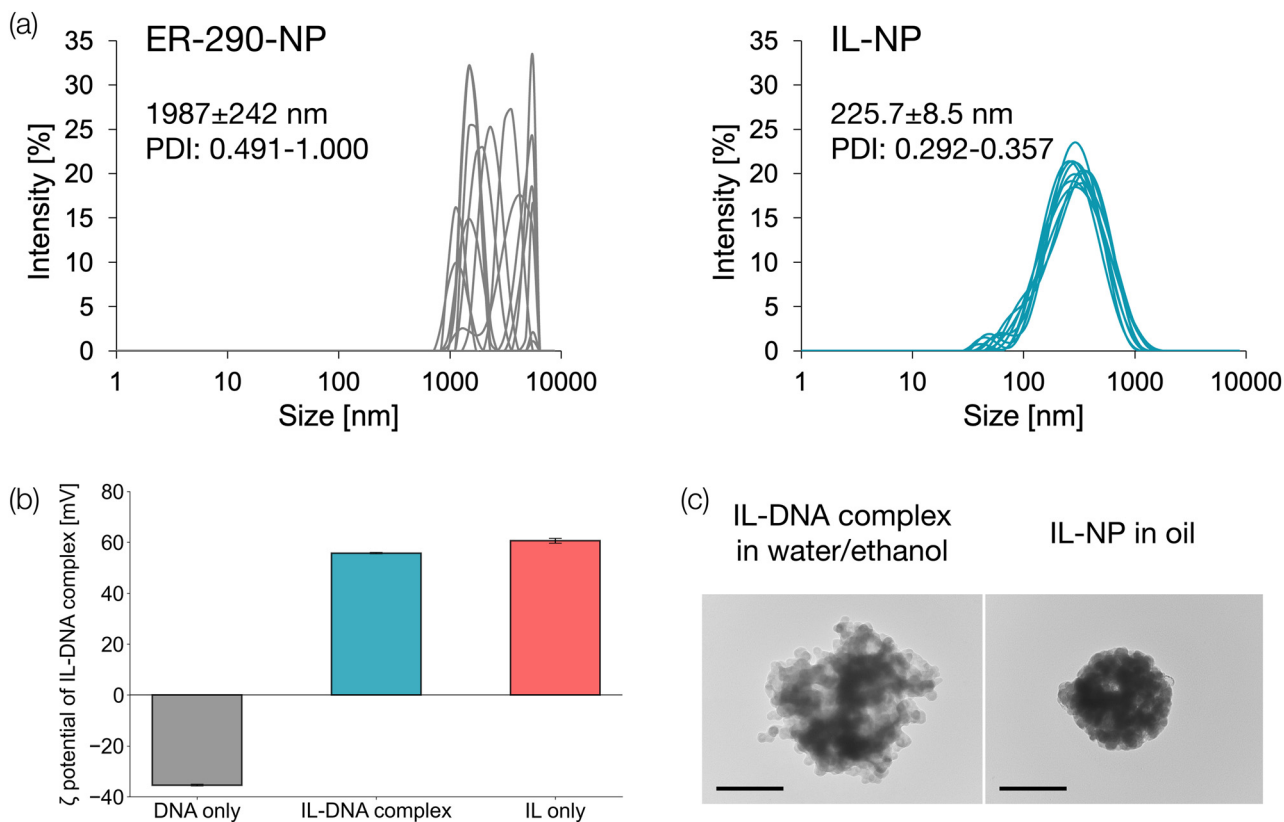 (a)
ER-290-NP
1987±242 nm
PDI: 0.491-1.000
Intensity [%]
35
30
25
20
15
10
5
0
1 10 100 1000 10000
Size [nm]
IL-NP
225.7±8.5 nm
PDI: 0.292-0.357
Intensity [%]
35
30
25
20
15
10
5
0
1 10 100 1000 10000
Size [nm]
(b)
ζ potential of IL-DNA complex [mV]
80
60
40
20
0
−20
−40
DNA only IL-DNA complex IL only
(c)
IL-DNA complex
in water/ethanol
IL-NP in oil